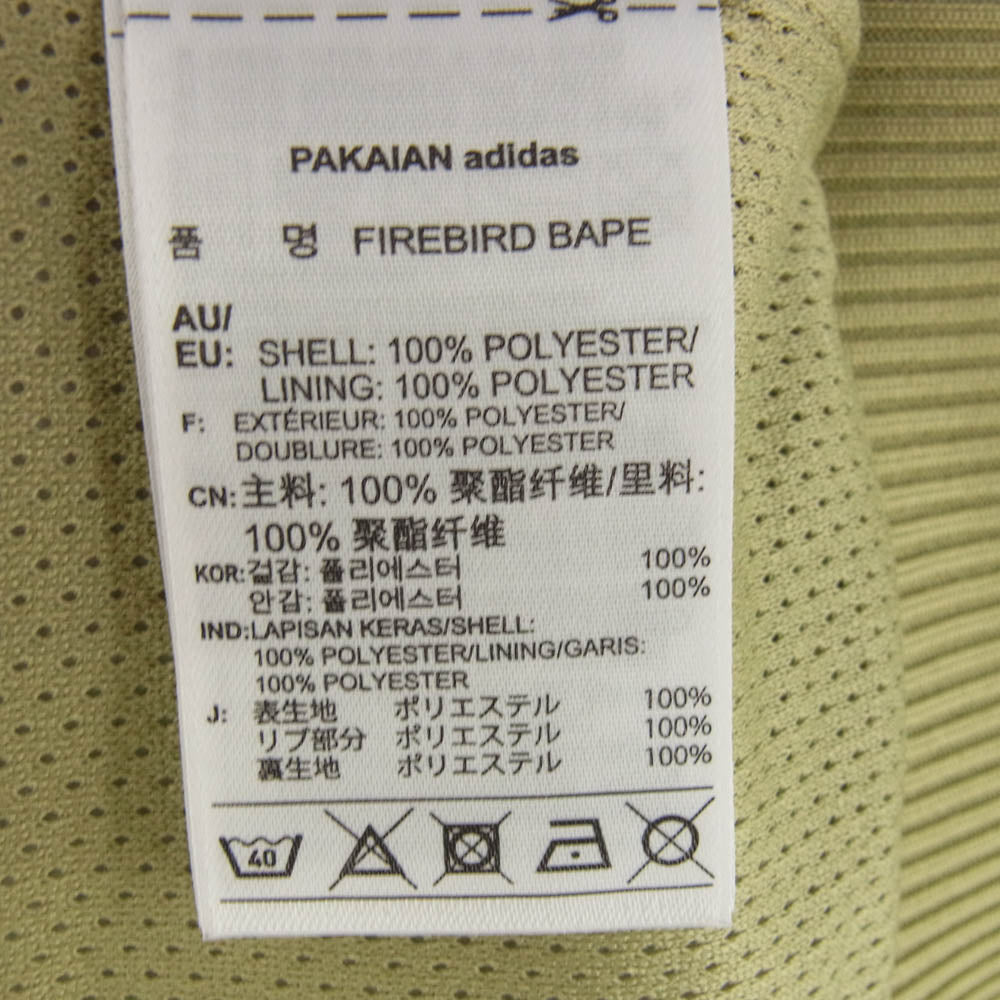 PAKAIAN adidas
품 명 FIREBIRD BAPE
AU/
EU: SHELL: 100% POLYESTER/
LINING: 100% POLYESTER
F: EXTÉRIEUR: 100% POLYESTER/
DOUBLURE: 100% POLYESTER
CN: 主料: 100% 聚酯纤维/里料:
100% 聚酯纤维
KOR: 겉감: 폴리에스터 100%
안감: 폴리에스터 100%
IND: LAPISAN KERAS/SHELL:
100% POLYESTER/LINING/GARIS:
100% POLYESTER
J: 表生地 ポリエステル 100%
リブ部分 ポリエステル 100%
裏生地 ポリエステル 100%
40